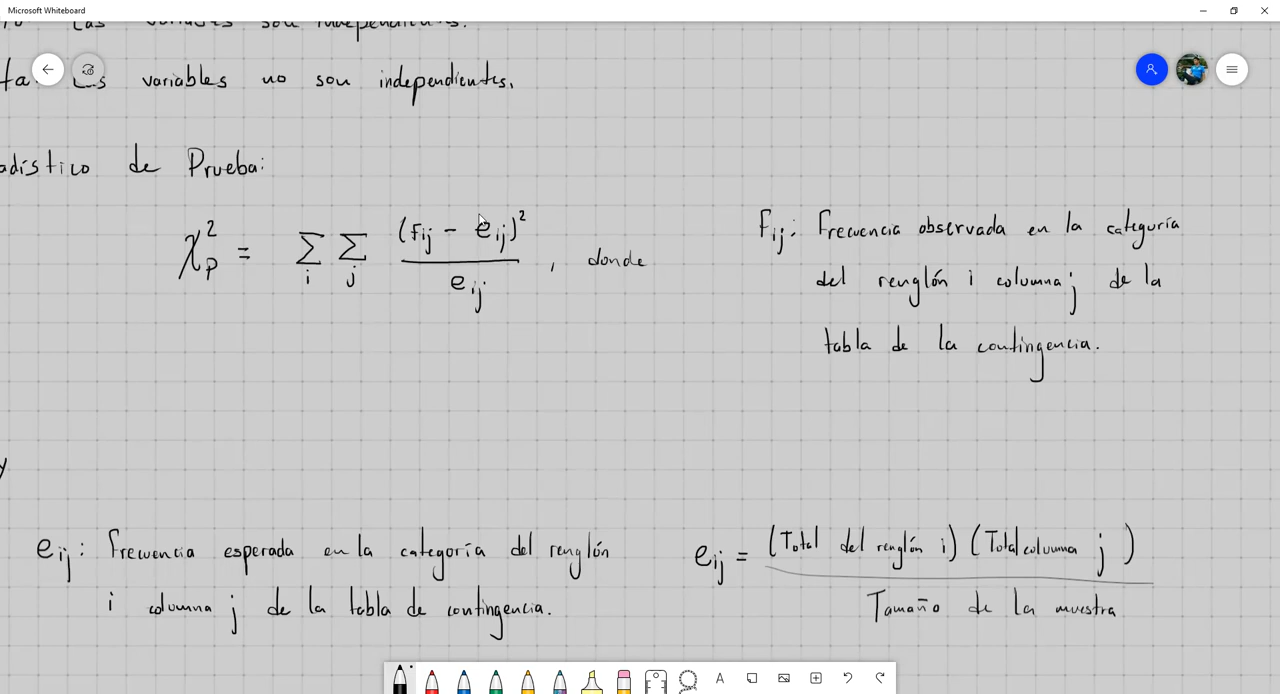 Microsoft Whiteboard
las variables son independientes.
variables no son independientes.
adístico de Prueba:
χ²p = Σi Σj (fij - eij)² / eij , donde
fij: Frecuencia observada en la categoría
del renglón i columna j de la
tabla de la contingencia.
y
eij: frecuencia esperada en la categoría del renglón
i columna j de la tabla de contingencia.
eij = (Total del renglón i) (Total columna j) / Tamaño de la muestra